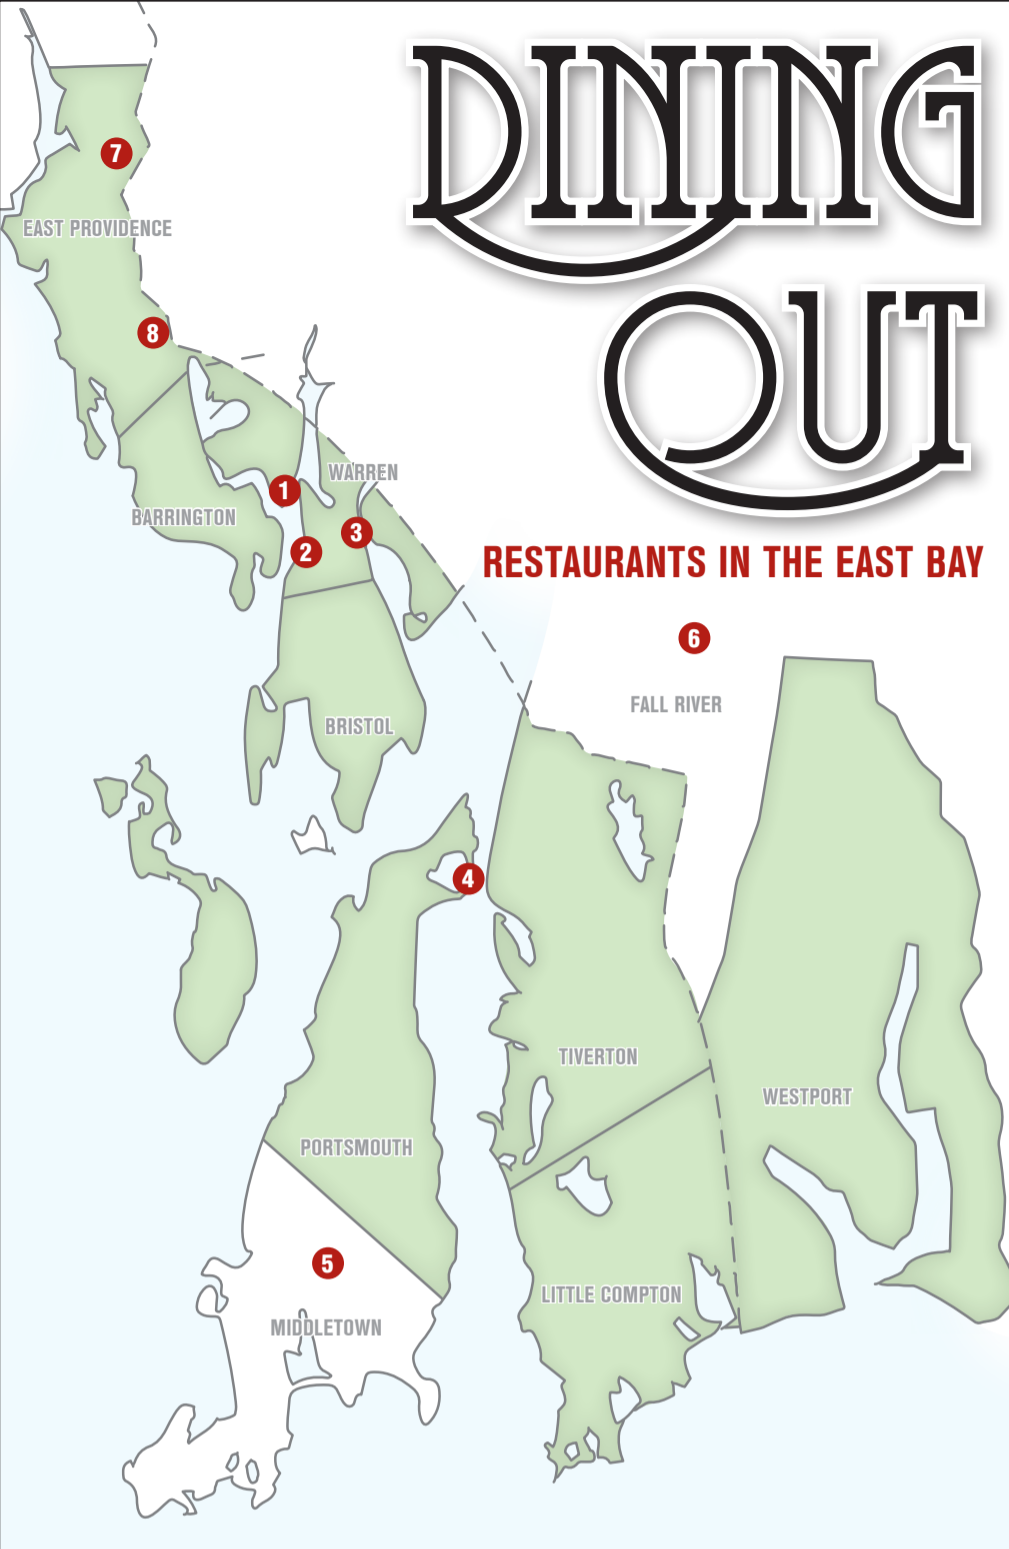 DINING
OUT
RESTAURANTS IN THE EAST BAY
7
EAST PROVIDENCE
8
WARREN
1
BARRINGTON
3
2
6
FALL RIVER
BRISTOL
4
TIVERTON
WESTPORT
PORTSMOUTH
5
LITTLE COMPTON
MIDDLETOWN